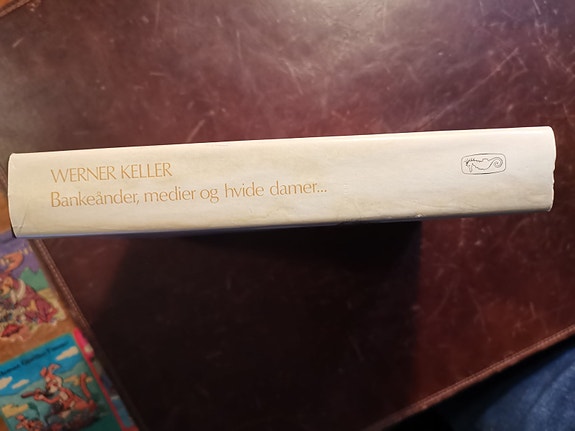 WERNER KELLER
Bankeånder, medier og hvide damer...